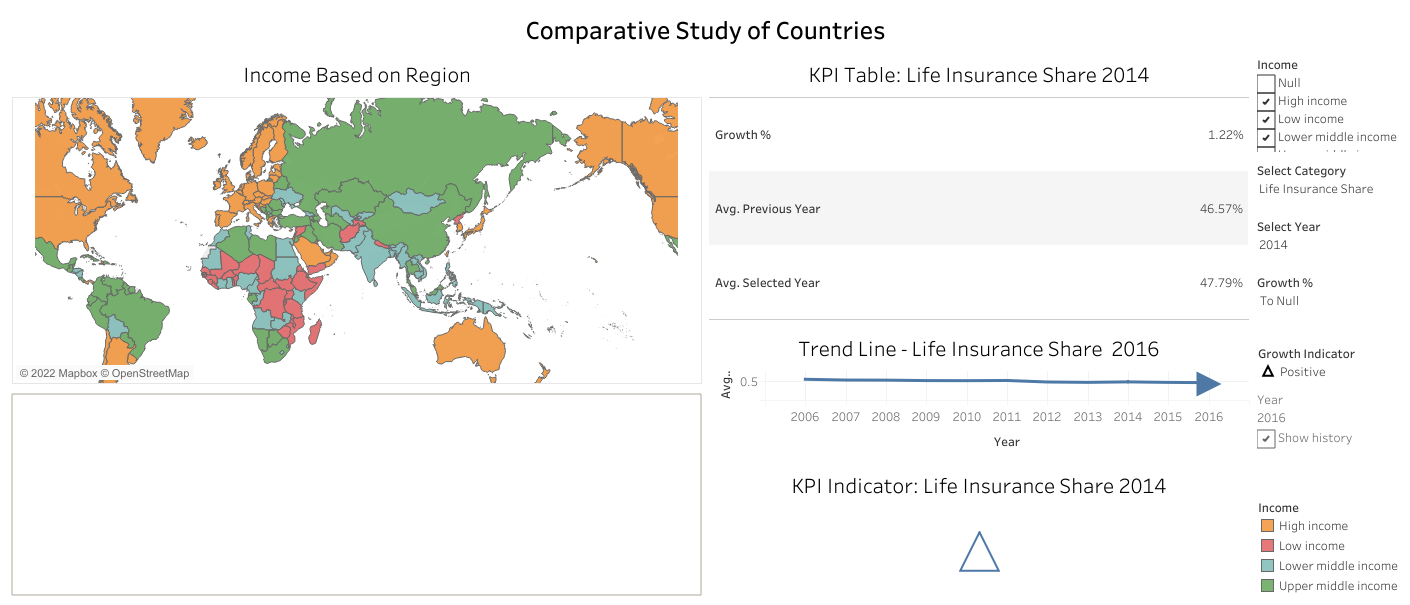 Comparative Study of Countries
Income Based on Region
© 2022 Mapbox © OpenStreetMap
KPI Table: Life Insurance Share 2014
Growth % 1.22%
Avg. Previous Year 46.57%
Avg. Selected Year 47.79%
Trend Line - Life Insurance Share 2016
Avg..
0.5
2006 2007 2008 2009 2010 2011 2012 2013 2014 2015 2016
Year
KPI Indicator: Life Insurance Share 2014
Income
Null
High income
Low income
Lower middle income
Select Category
Life Insurance Share
Select Year
2014
Growth %
To Null
Growth Indicator
Positive
Year
2016
Show history
Income
High income
Low income
Lower middle income
Upper middle income